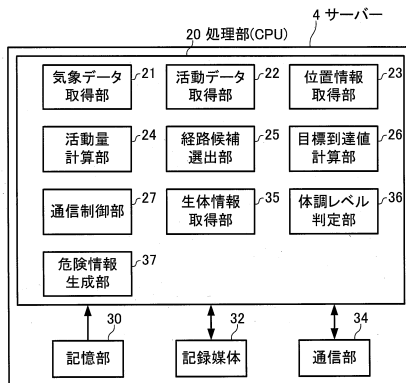 4 サーバー
20 処理部(CPU)
気象データ
取得部
21
活動データ
取得部
22
位置情報
取得部
23
活動量
計算部
24
経路候補
選出部
25
目標到達値
計算部
26
通信制御部
27
生体情報
取得部
35
体調レベル
判定部
36
危険情報
生成部
37
30
記憶部
32
記録媒体
34
通信部